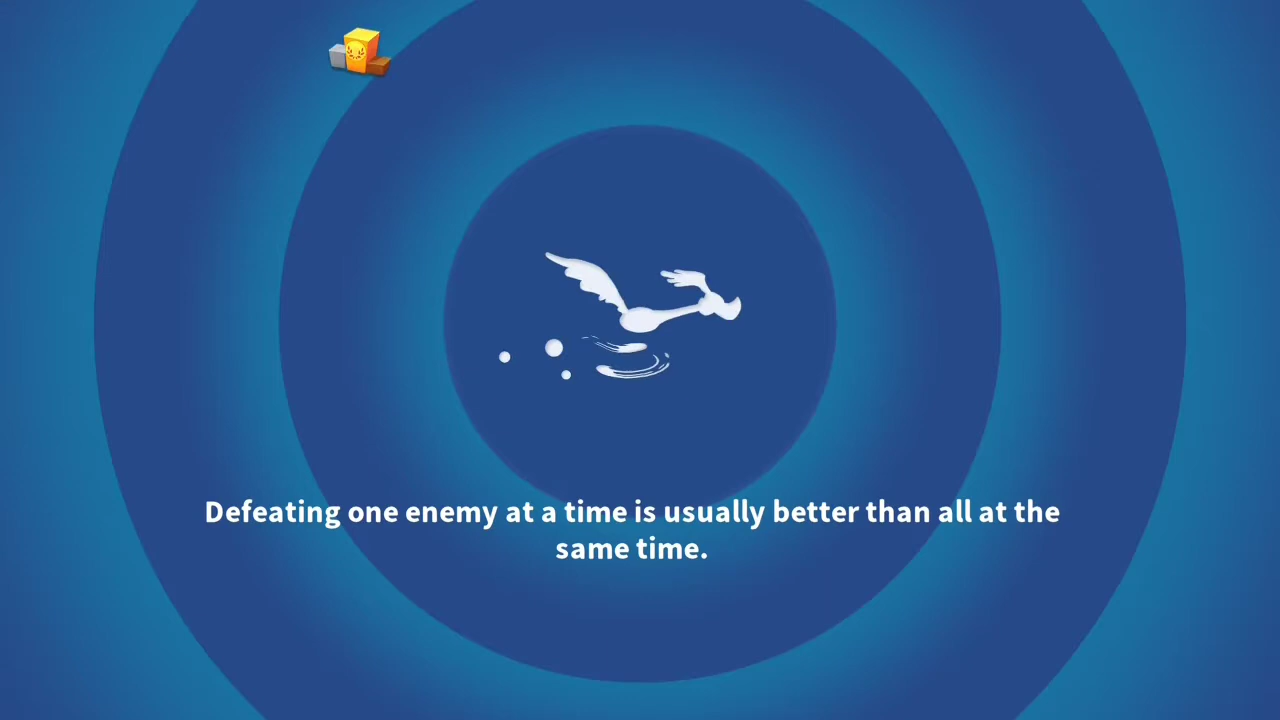 Defeating one enemy at a time is usually better than all at the
same time.